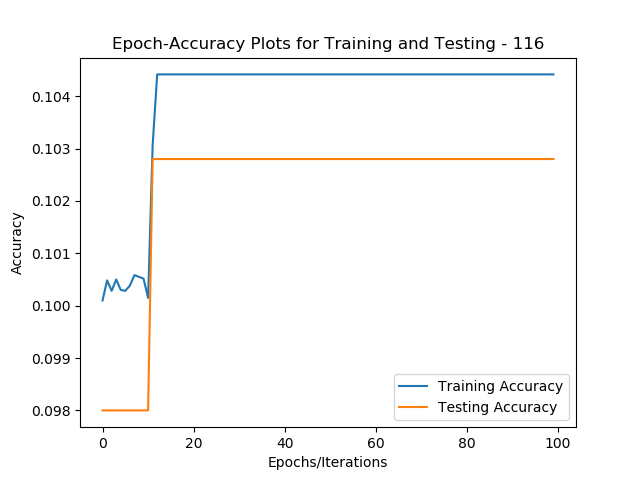 Epoch-Accuracy Plots for Training and Testing - 116
0.104
0.103
0.102
0.101
0.100
0.099
0.098
Accuracy
0 20 40 60 80 100
Epochs/Iterations
Training Accuracy
Testing Accuracy